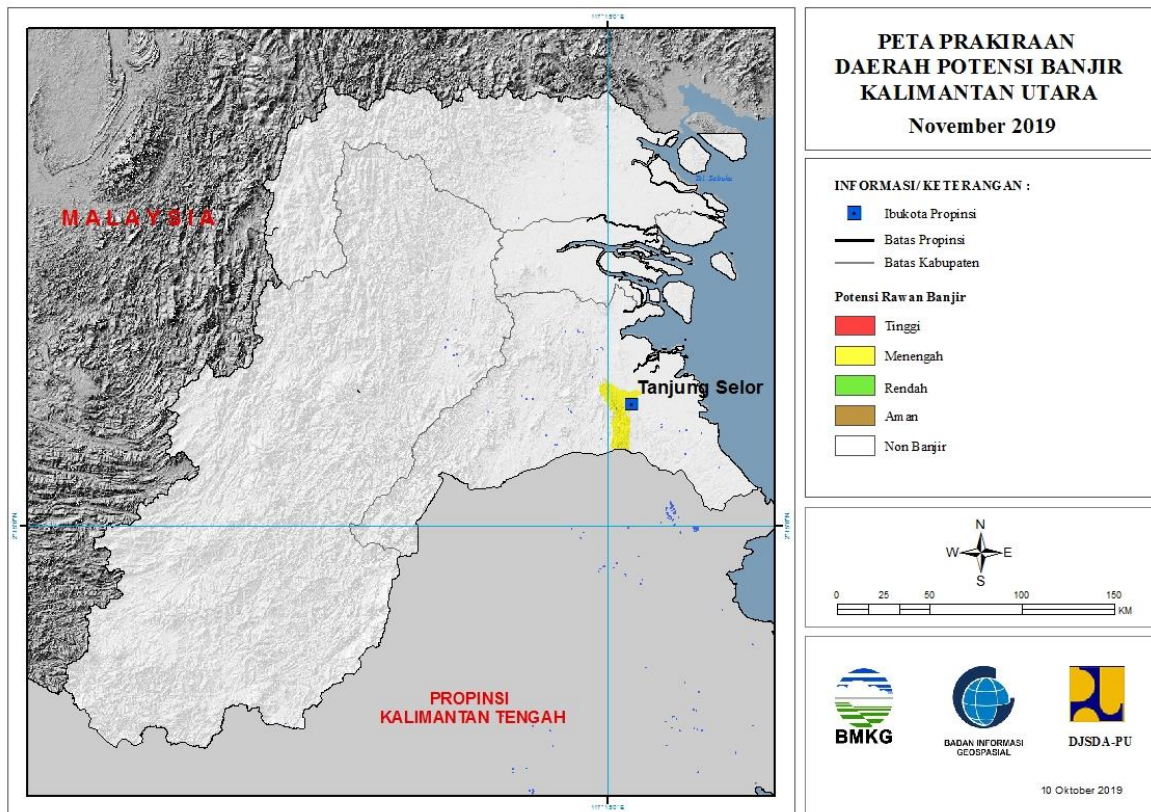 PETA PRAKIRAAN
DAERAH POTENSI BANJIR
KALIMANTAN UTARA
November 2019
INFORMASI/ KETERANGAN :
Ibukota Propinsi
Batas Propinsi
Batas Kabupaten
Potensi Rawan Banjir
Tinggi
Menengah
Rendah
Aman
Non Banjir
N
W E
S
0 25 50 100 150
KM
BMKG
BADAN INFORMASI
GEOSPASIAL
DJSDA-PU
10 Oktober 2019
MALAYSIA
Tanjung Selor
PROPINSI
KALIMANTAN TENGAH